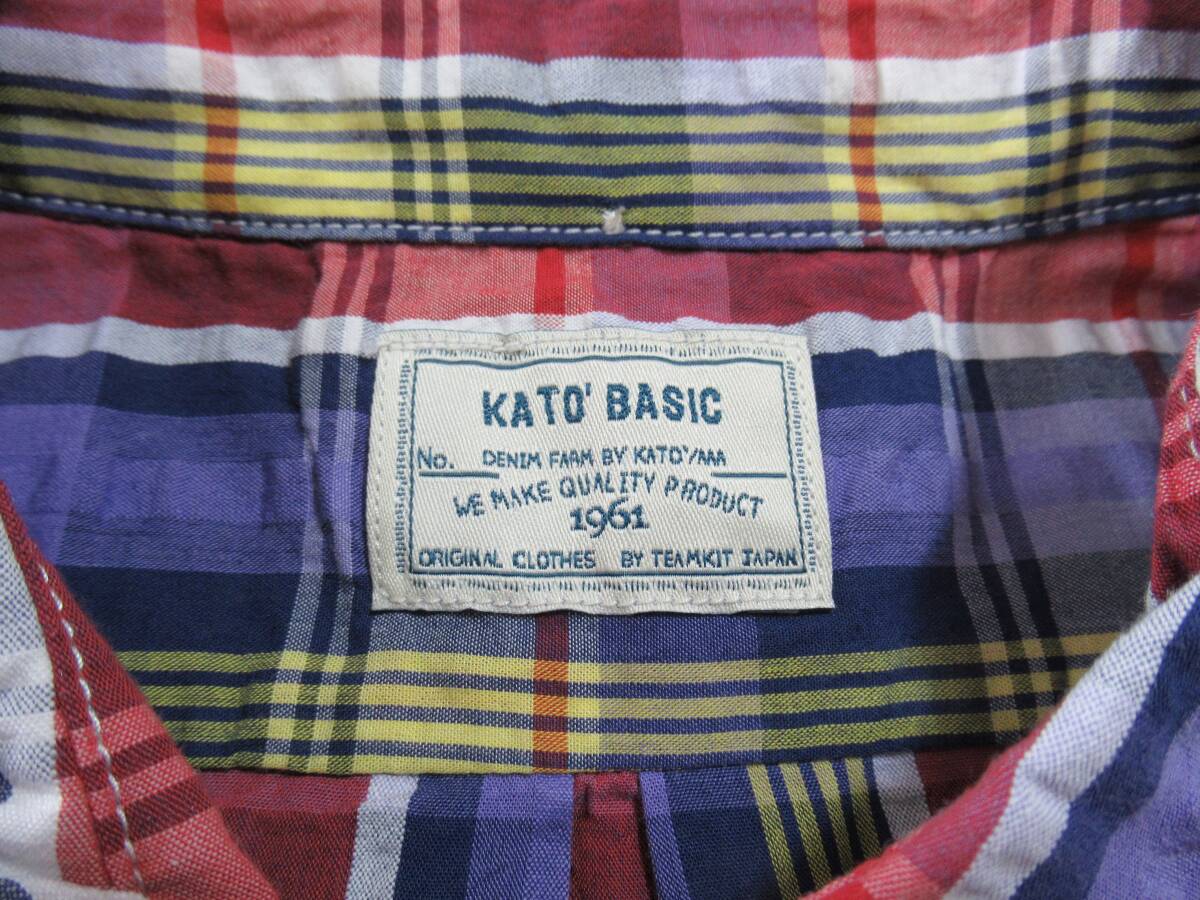 KATO' BASIC
No. DENIM FARM BY KATO'/AAA
WE MAKE QUALITY PRODUCT
1961
ORIGINAL CLOTHES BY TEAMKIT JAPAN